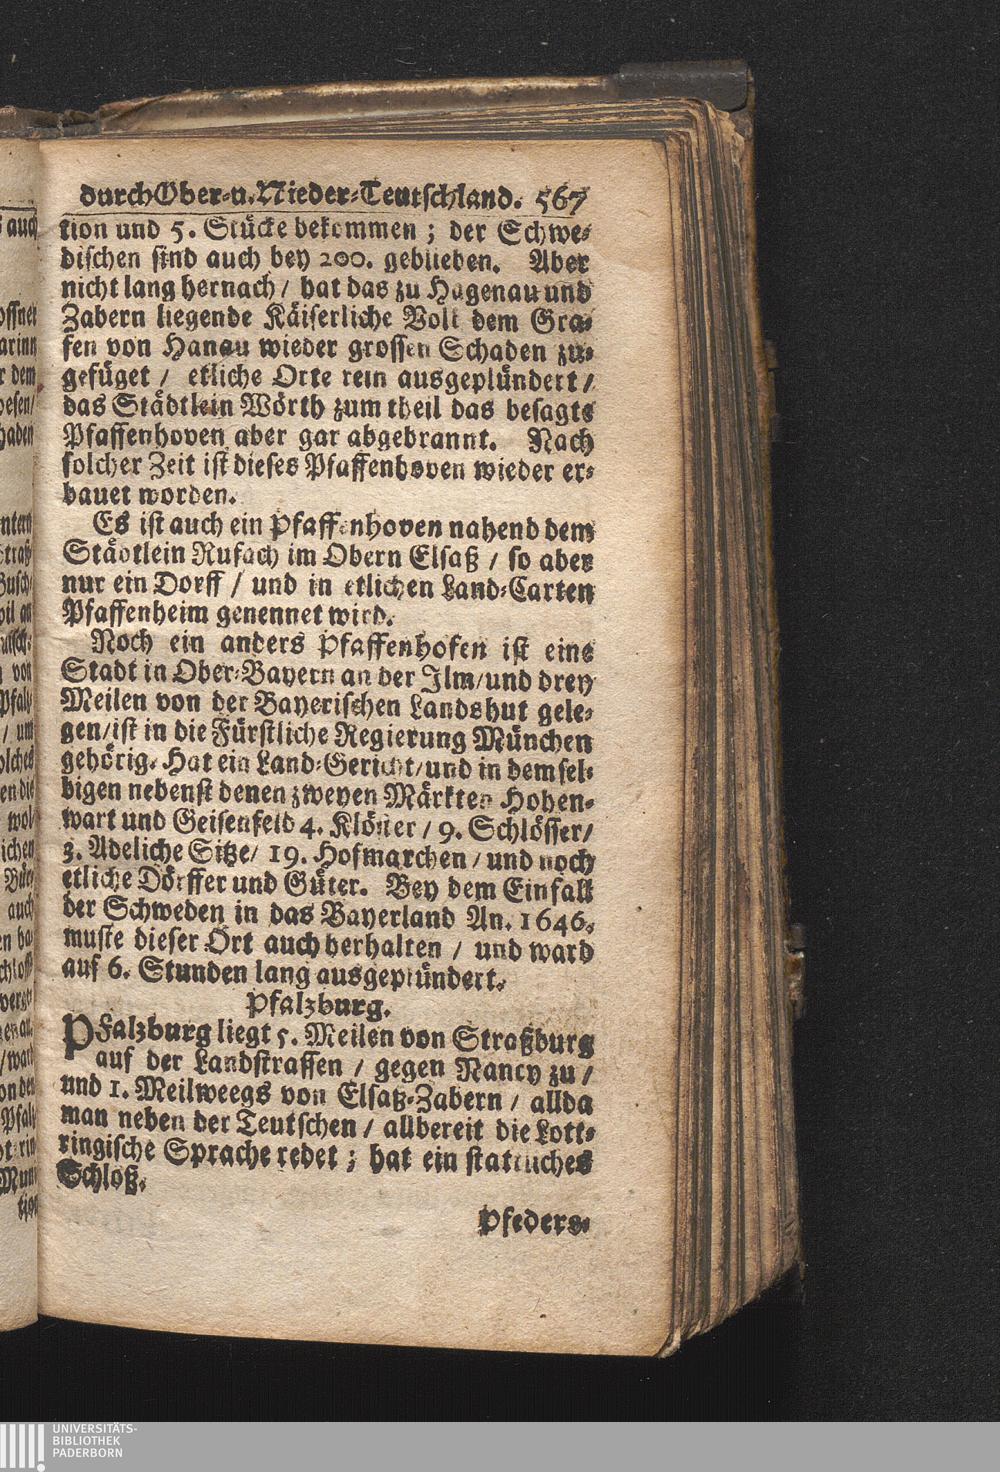 durch Ober-u. Nieder-Teutschland. 567
tion und 5. Stücke bekommen; der Schwe-
dischen sind auch bey 200. geblieben. Aber
nicht lang hernach / hat das zu Hagenau und
Zabern liegende Käiserliche Volk dem Gra-
fen von Hanau wieder grossen Schaden zu-
gefüget / etliche Orte rein ausgeplündert /
das Städtlein Wörth zum theil das besagte
Pfaffenhoven aber gar abgebrannt. Nach
solcher Zeit ist dieses Pfaffenhoven wieder er-
bauet worden.
Es ist auch ein Pfaffenhoven nahend dem
Städtlein Rufach im Obern Elsaß / so aber
nur ein Dorff / und in etlichen Land-Carten
Pfaffenheim genennet wird.
Noch ein anders Pfaffenhofen ist eine
Stadt in Ober-Bayern an der Ilm / und drey
Meilen von der Bayerischen Landshut gele-
gen / ist in die Fürstliche Regierung München
gehörig. Hat ein Land-Gericht / und in demsel-
bigen nebenst denen zweyen Märkten Hohen-
wart und Geisenfeld 4. Klöster / 9. Schlösser /
3. Adeliche Sitze / 19. Hofmarchen / und noch
etliche Dörffer und Güter. Bey dem Einfall
der Schweden in das Bayerland An. 1646.
muste dieser Ort auch herhalten / und ward
auf 6. Stunden lang ausgeplündert.
Pfalzburg.
PFalzburg liegt 5. Meilen von Straßburg
auf der Landstrassen / gegen Nancy zu /
und 1. Meilweegs von Elsaß-Zabern / allda
man neben der Teutschen / allbereit die Lott-
ringische Sprache redet; hat ein stattliches
Schloß.
Pfeders-
UNIVERSITÄTS-
BIBLIOTHEK
PADERBORN